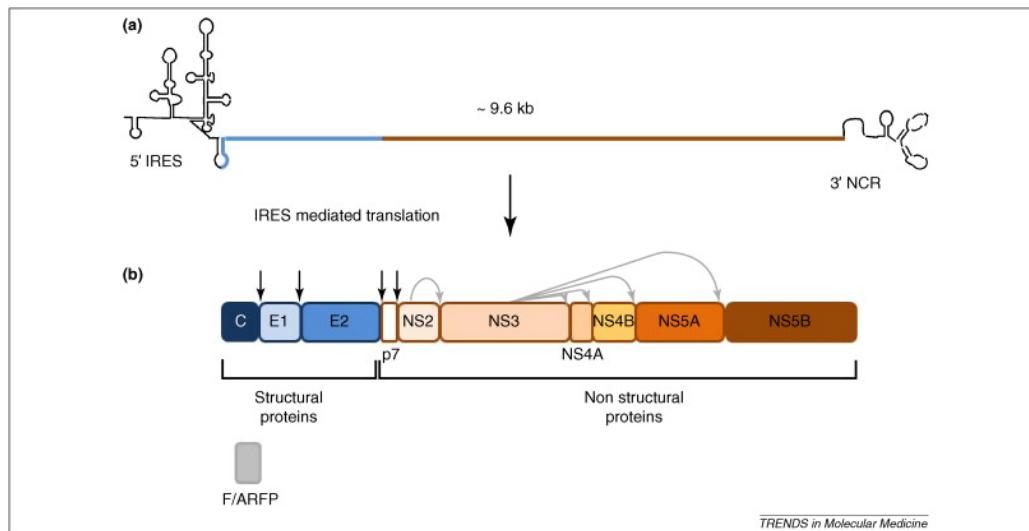 (a)
~ 9.6 kb
5' IRES
3' NCR
IRES mediated translation
(b)
C E1 E2 NS2 NS3 NS4B NS5A NS5B
p7 NS4A
Structural
proteins
Non structural
proteins
F/ARFP
TRENDS in Molecular Medicine